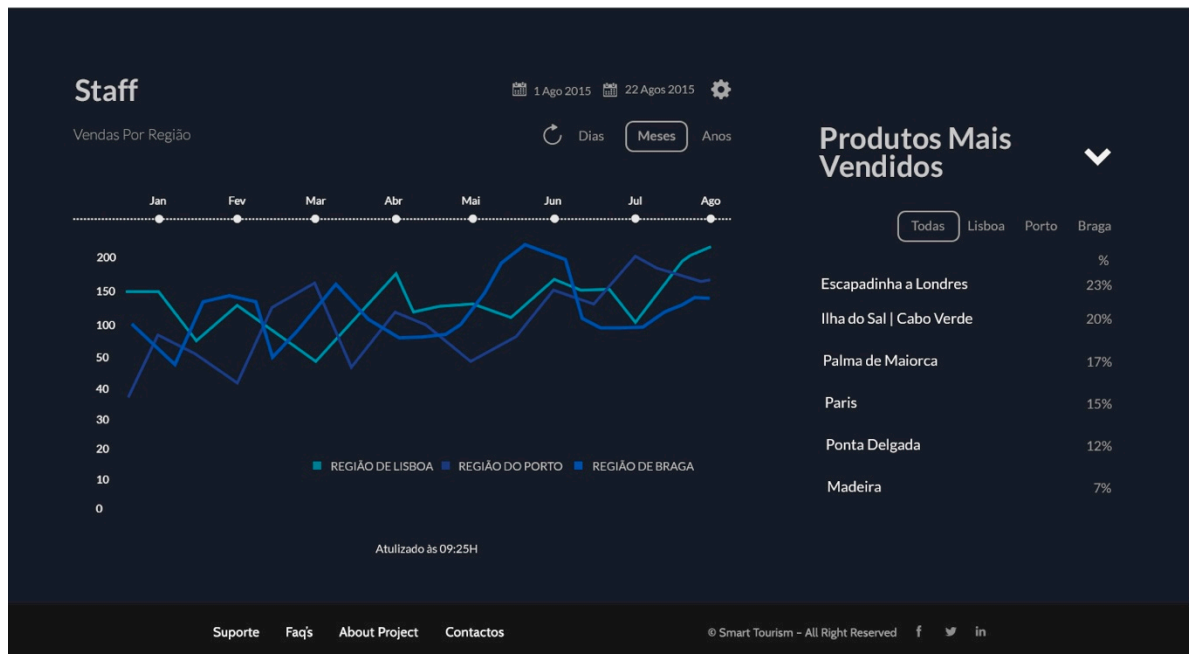 Staff
1 Ago 2015 22 Agos 2015
Vendas Por Região
Dias Meses Anos
Jan Fev Mar Abr Mai Jun Jul Ago
200
150
100
50
40
30
20
10
0
REGIÃO DE LISBOA REGIÃO DO PORTO REGIÃO DE BRAGA
Atulizado às 09:25H
Produtos Mais
Vendidos
Todas Lisboa Porto Braga
%
Escapadinha a Londres 23%
Ilha do Sal | Cabo Verde 20%
Palma de Maiorca 17%
Paris 15%
Ponta Delgada 12%
Madeira 7%
Suporte Faq's About Project Contactos
© Smart Tourism – All Right Reserved f in